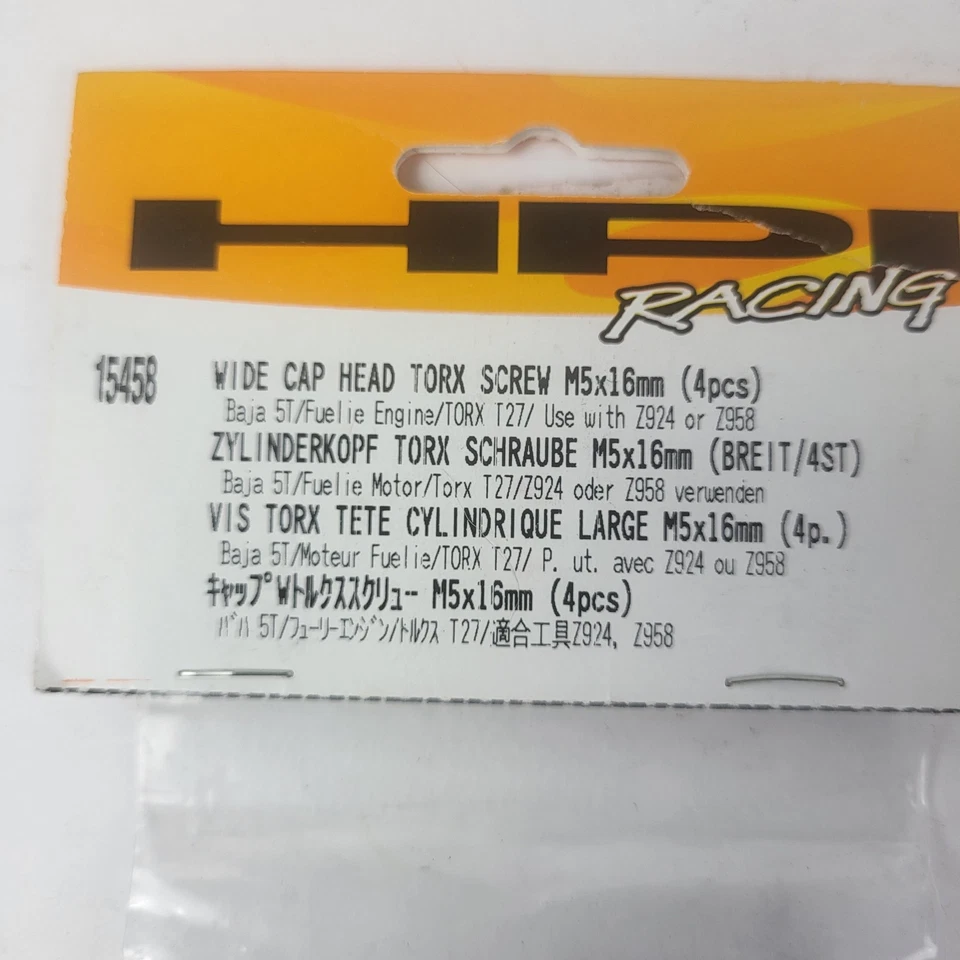 HPI
RACING
15458
WIDE CAP HEAD TORX SCREW M5x16mm (4pcs)
Baja 5T/Fuelie Engine/TORX T27/ Use with Z924 or Z958
ZYLINDERKOPF TORX SCHRAUBE M5x16mm (BREIT/4ST)
Baja 5T/Fuelie Motor/Torx T27/Z924 oder Z958 verwenden
VIS TORX TETE CYLINDRIQUE LARGE M5x16mm (4p.)
Baja 5T/Moteur Fuelie/TORX T27/ P. ut. avec Z924 ou Z958
キャップWトルクススクリュー M5x16mm (4pcs)
ババ 5T/フューリーエンジン/トルクス T27/適合工具Z924, Z958